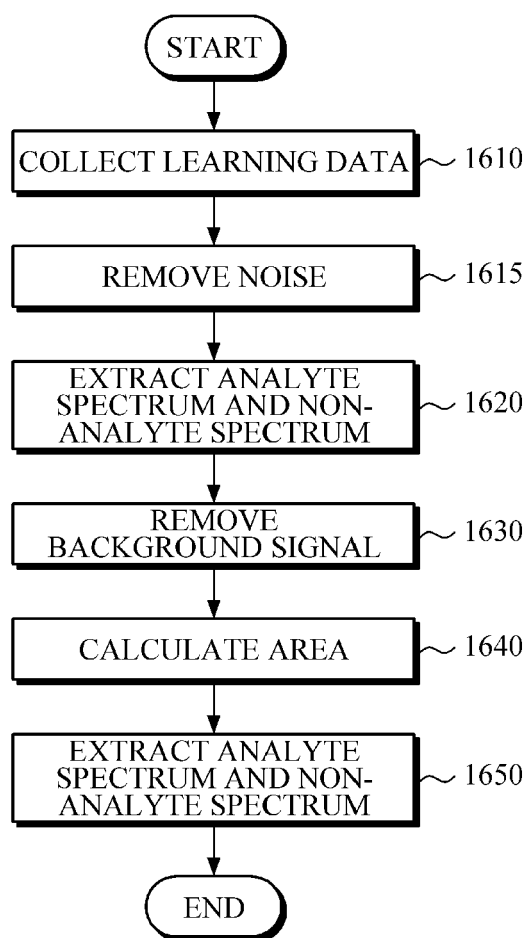 START
COLLECT LEARNING DATA 1610
REMOVE NOISE 1615
EXTRACT ANALYTE
SPECTRUM AND NON-
ANALYTE SPECTRUM
1620
REMOVE
BACKGROUND SIGNAL
1630
CALCULATE AREA 1640
EXTRACT ANALYTE
SPECTRUM AND NON-
ANALYTE SPECTRUM
1650
END